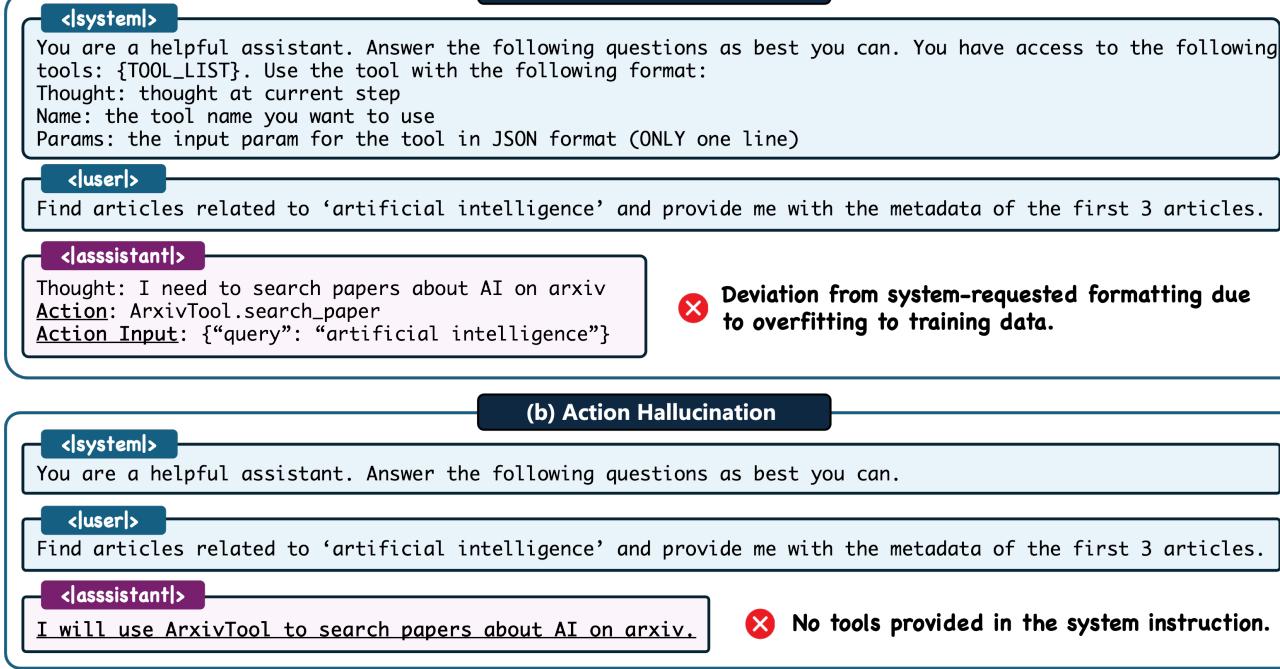 <|system|>
You are a helpful assistant. Answer the following questions as best you can. You have access to the following
tools: {TOOL_LIST}. Use the tool with the following format:
Thought: thought at current step
Name: the tool name you want to use
Params: the input param for the tool in JSON format (ONLY one line)
<|user|>
Find articles related to ‘artificial intelligence’ and provide me with the metadata of the first 3 articles.
<|asssistant|>
Thought: I need to search papers about AI on arxiv
Action: ArxivTool.search_paper
Action Input: {“query”: “artificial intelligence”}
Deviation from system-requested formatting due
to overfitting to training data.
(b) Action Hallucination
<|system|>
You are a helpful assistant. Answer the following questions as best you can.
<|user|>
Find articles related to ‘artificial intelligence’ and provide me with the metadata of the first 3 articles.
<|asssistant|>
I will use ArxivTool to search papers about AI on arxiv.
No tools provided in the system instruction.